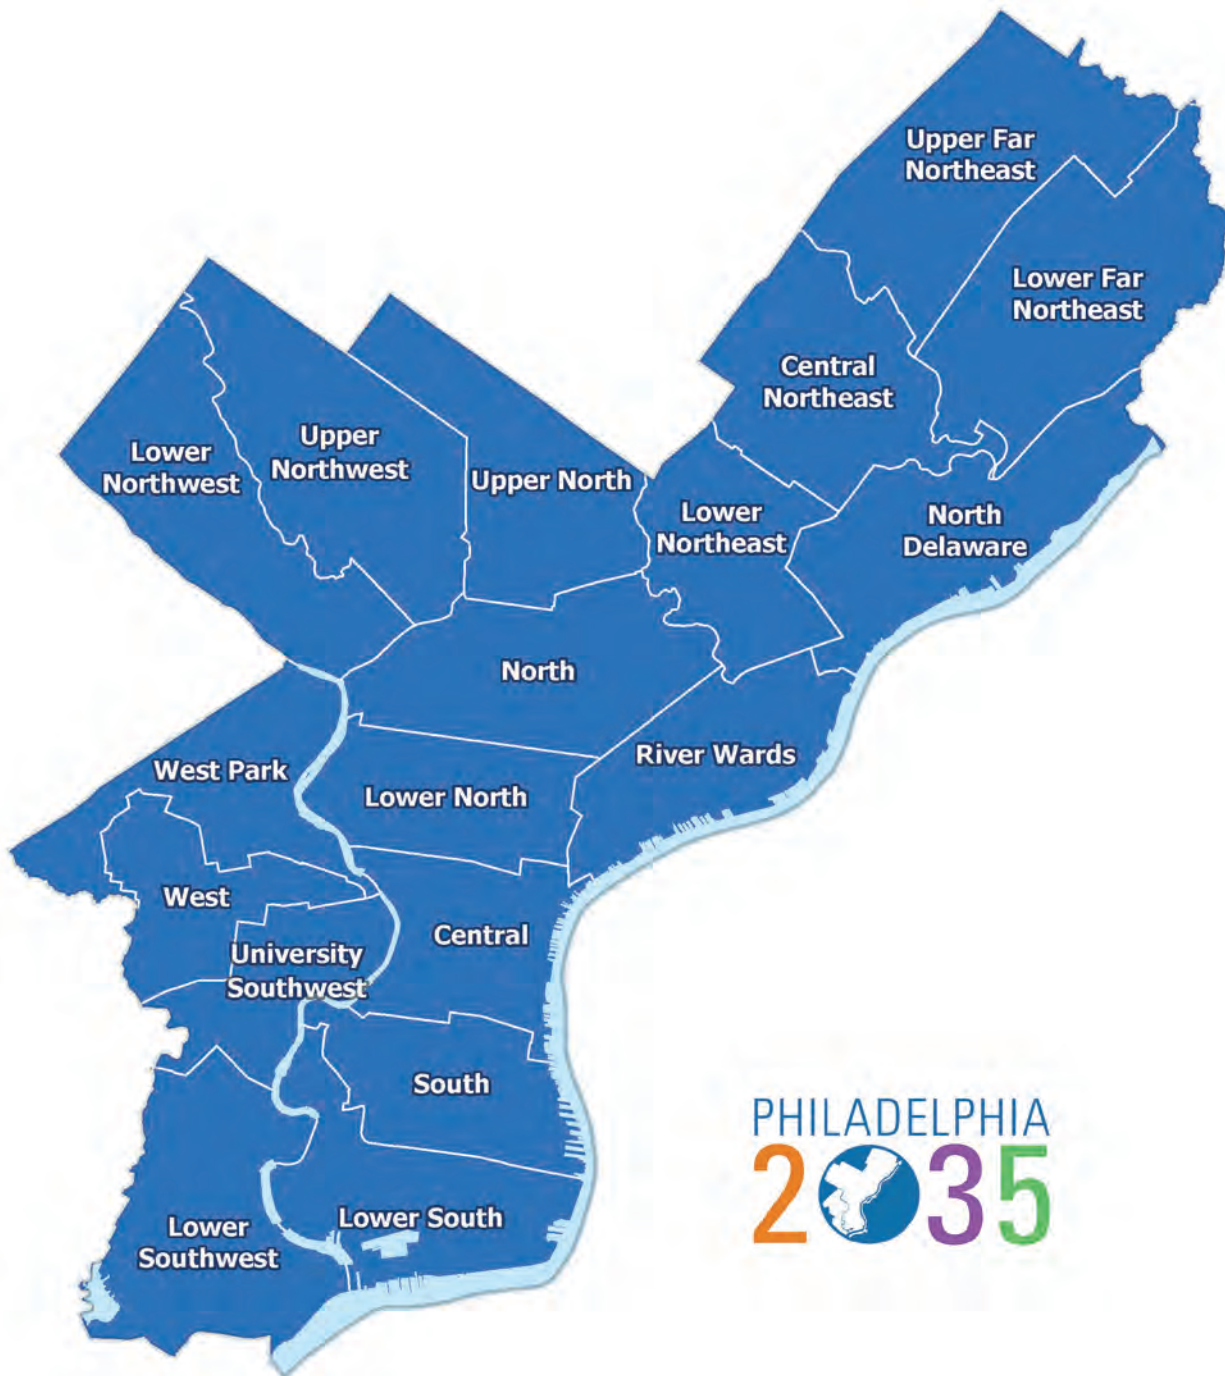 Upper Far
Northeast
Lower Far
Northeast
Central
Northeast
Upper
Northwest
Lower
Northwest
Upper North
Lower
Northeast
North
Delaware
North
River Wards
West Park
Lower North
West
Central
University
Southwest
South
Lower South
Lower
Southwest
PHILADELPHIA
2035